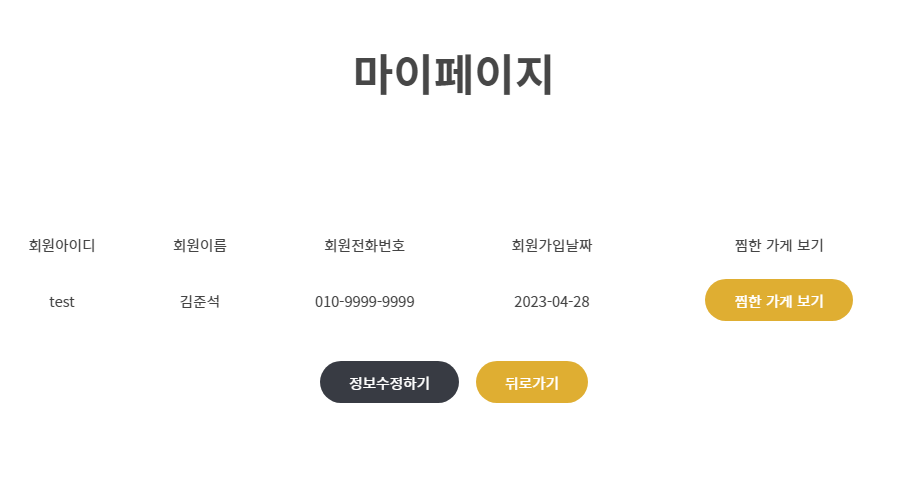 마이페이지
회원아이디 회원이름 회원전화번호 회원가입날짜 찜한 가게 보기
test 김준석 010-9999-9999 2023-04-28 찜한 가게 보기
정보수정하기 뒤로가기